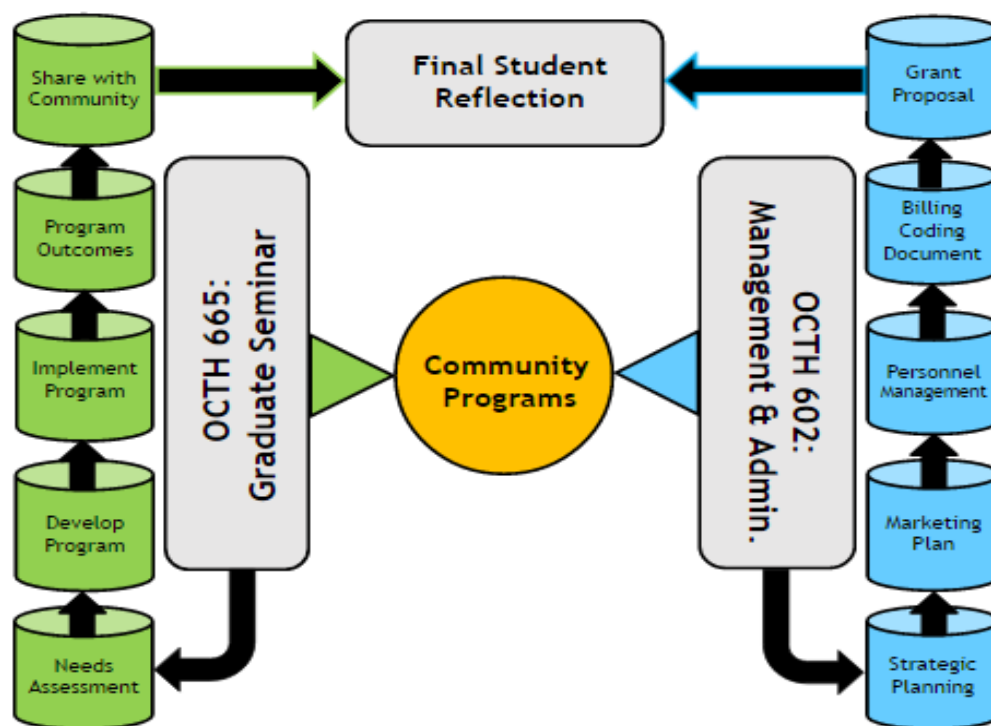 Share with
Community
Final Student
Reflection
Grant
Proposal
Program
Outcomes
Implement
Program
Develop
Program
Needs
Assessment
OCTH 665:
Graduate Seminar
Community
Programs
OCTH 602:
Management & Admin.
Billing
Coding
Document
Personnel
Management
Marketing
Plan
Strategic
Planning